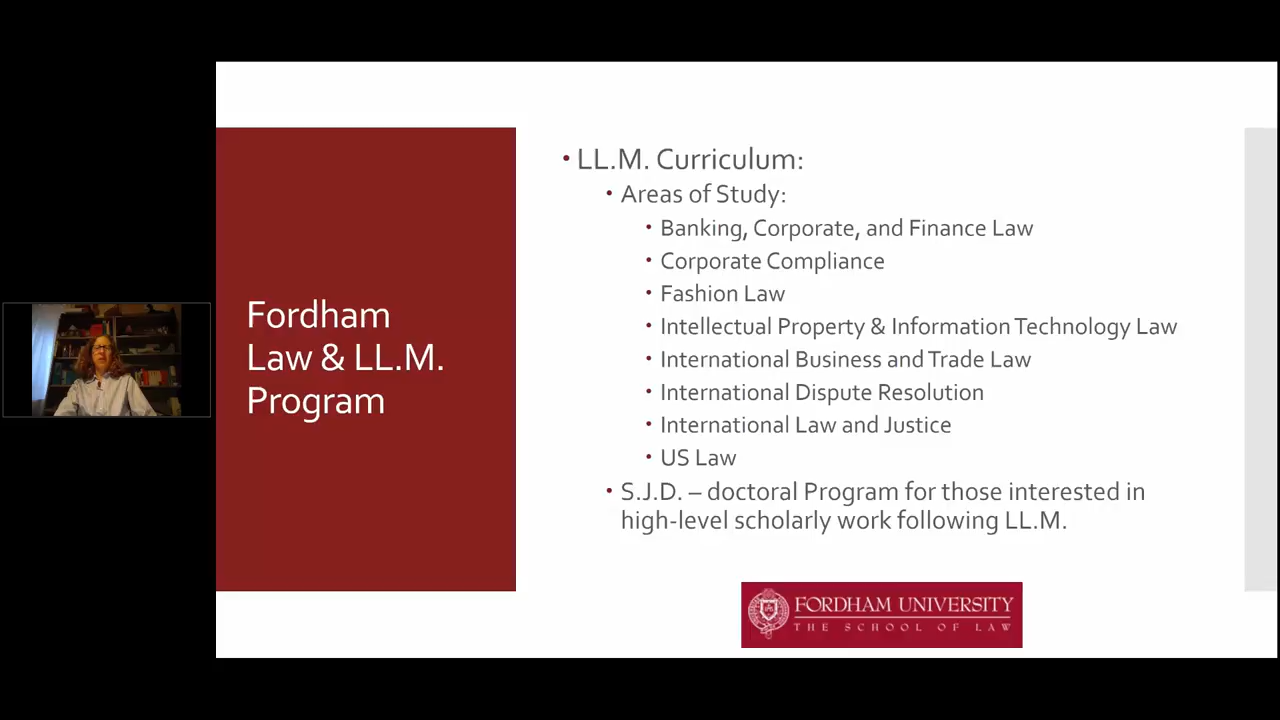 Fordham
Law & LL.M.
Program
• LL.M. Curriculum:
• Areas of Study:
• Banking, Corporate, and Finance Law
• Corporate Compliance
• Fashion Law
• Intellectual Property & Information Technology Law
• International Business and Trade Law
• International Dispute Resolution
• International Law and Justice
• US Law
• S.J.D. – doctoral Program for those interested in
high-level scholarly work following LL.M.
FORDHAM UNIVERSITY
THE SCHOOL OF LAW